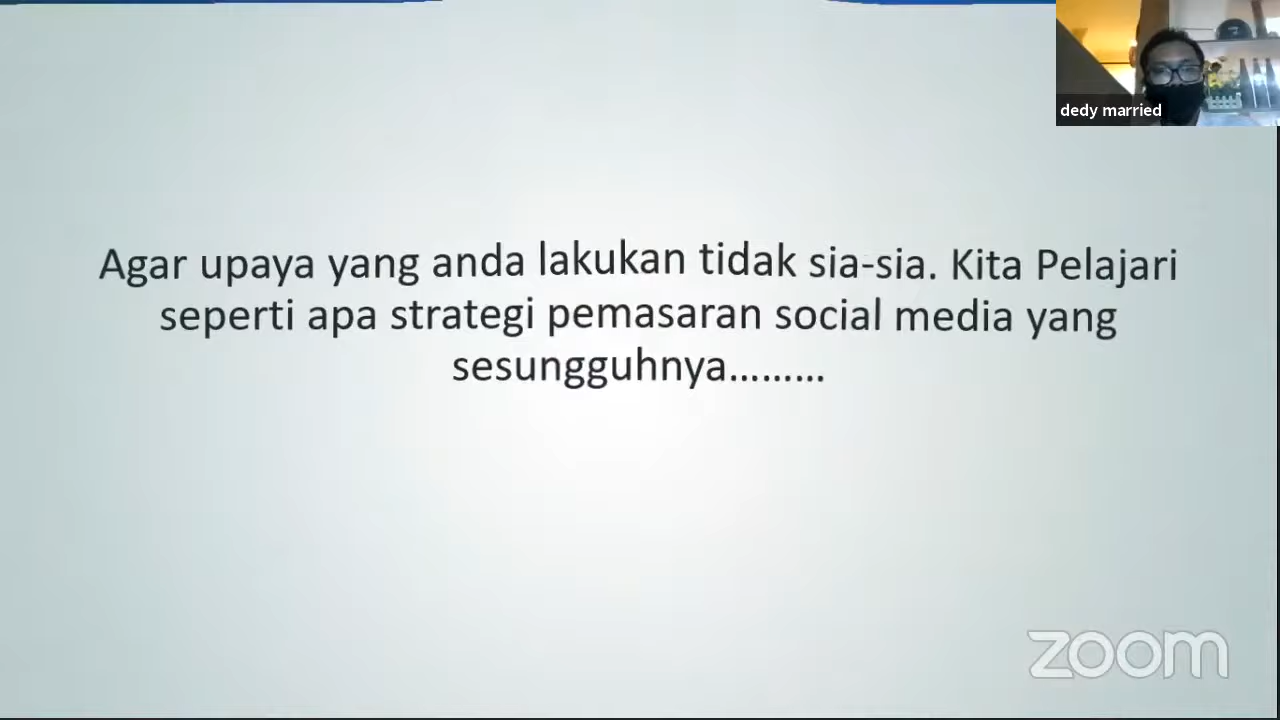 dedy married
Agar upaya yang anda lakukan tidak sia-sia. Kita Pelajari
seperti apa strategi pemasaran social media yang
sesungguhnya.........
zoom